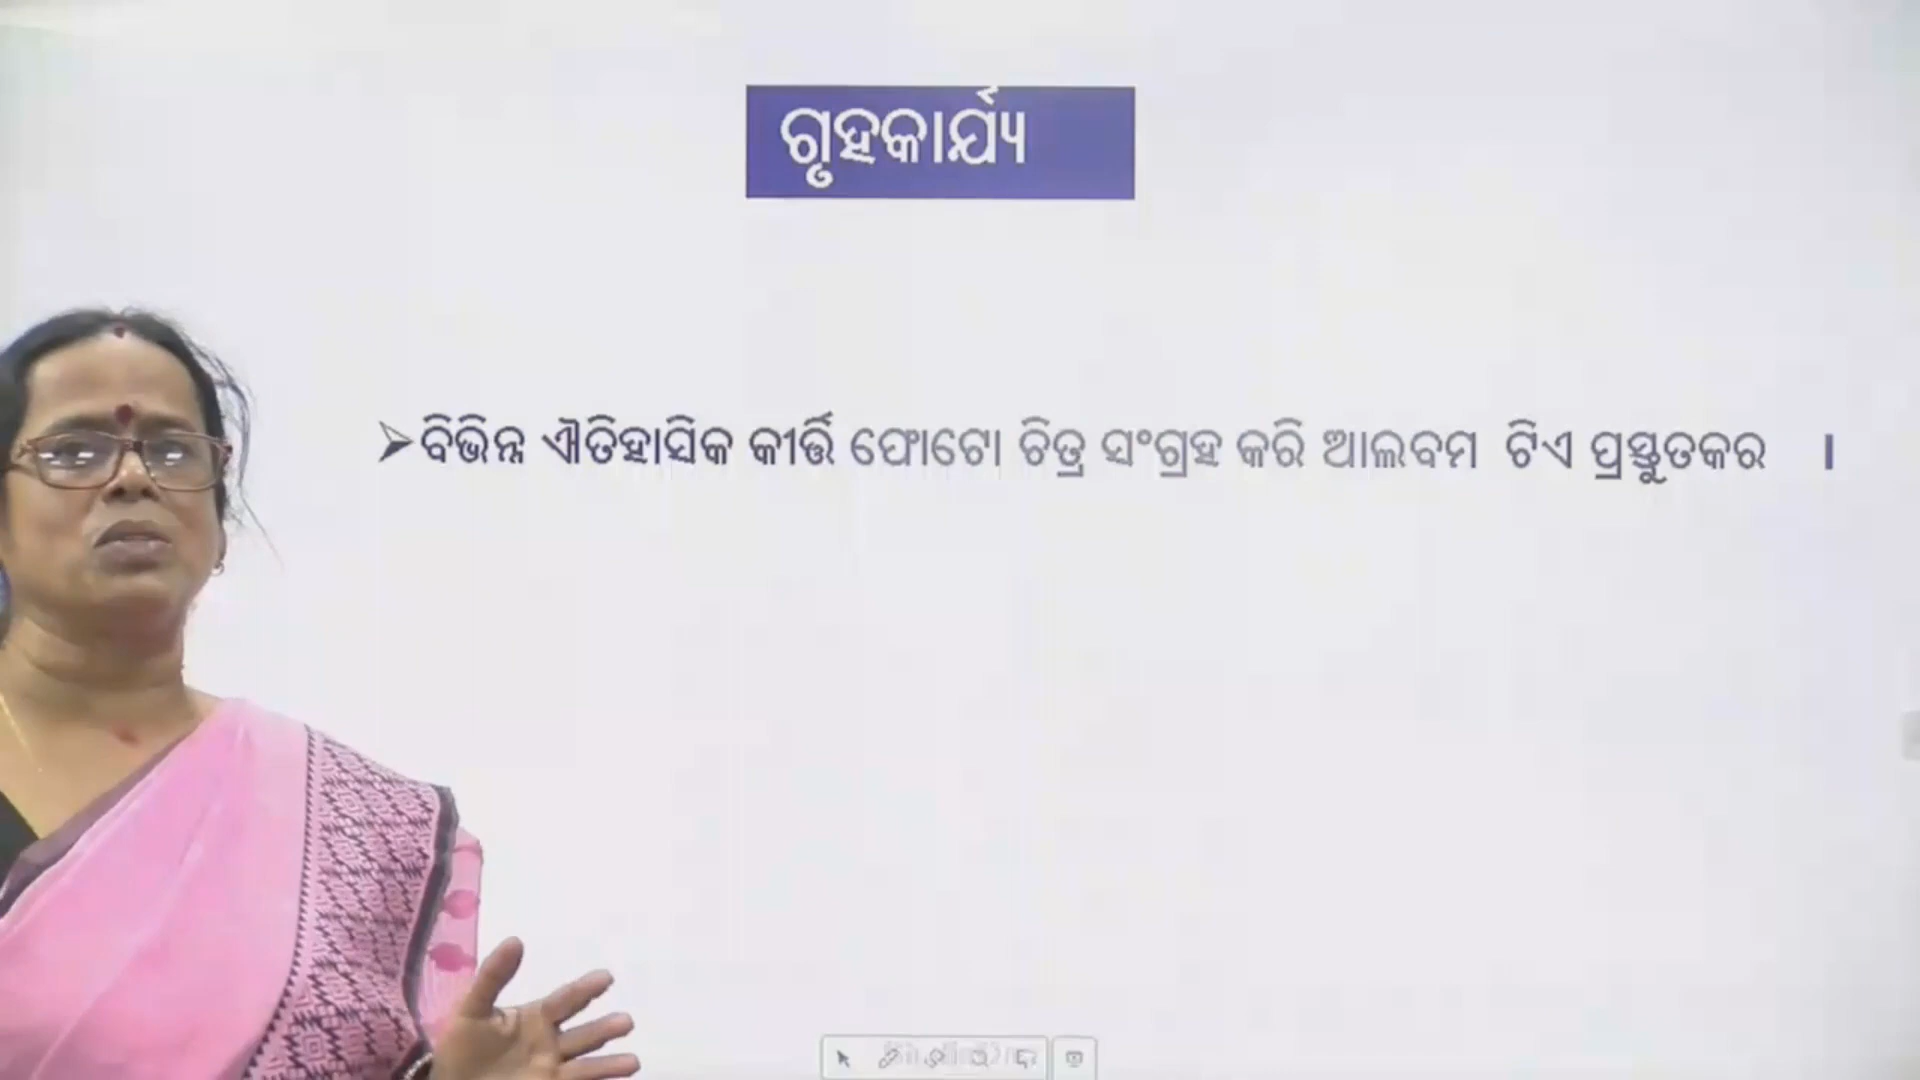 ଗୃହକାର୍ଯ୍ୟ
➢ବିଭିନ୍ନ ଐତିହାସିକ କୀର୍ତ୍ତି ଫୋଟୋ ଚିତ୍ର ସଂଗ୍ରହ କରି ଆଲବମ ଟିଏ ପ୍ରସ୍ତୁତକର ।